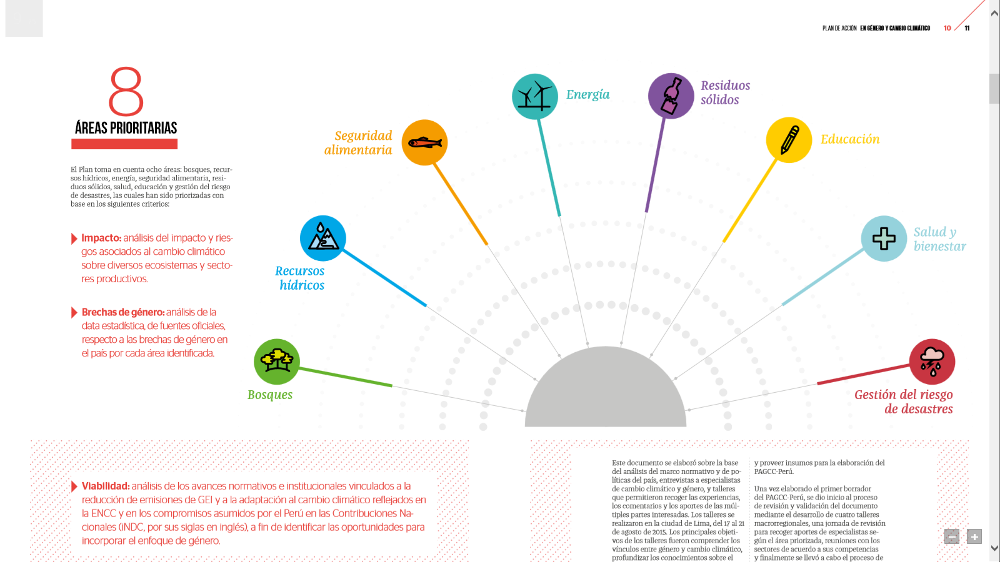 PLAN DE ACCIÓN EN GÉNERO Y CAMBIO CLIMÁTICO 10 11
8
ÁREAS PRIORITARIAS
El Plan toma en cuenta ocho áreas: bosques, recur-
sos hídricos, energía, seguridad alimentaria, resi-
duos sólidos, salud, educación y gestión del riesgo
de desastres, las cuales han sido priorizadas con
base en los siguientes criterios:
Impacto: análisis del impacto y ries-
gos asociados al cambio climático
sobre diversos ecosistemas y secto-
res productivos.
Brechas de género: análisis de la
data estadística, de fuentes oficiales,
respecto a las brechas de género en
el país por cada área identificada.
Bosques
Recursos
hídricos
Seguridad
alimentaria
Energía
Residuos
sólidos
Educación
Salud y
bienestar
Gestión del riesgo
de desastres
Viabilidad: análisis de los avances normativos e institucionales vinculados a la
reducción de emisiones de GEI y a la adaptación al cambio climático reflejados en
la ENCC y en los compromisos asumidos por el Perú en las Contribuciones Na-
cionales (iNDC, por sus siglas en inglés), a fin de identificar las oportunidades para
incorporar el enfoque de género.
Este documento se elaboró sobre la base
del análisis del marco normativo y de po-
líticas del país, entrevistas a especialistas
de cambio climático y género, y talleres
que permitieron recoger las experiencias,
los comentarios y los aportes de las múl-
tiples partes interesadas. Los talleres se
realizaron en la ciudad de Lima, del 17 al 21
de agosto de 2015. Los principales objeti-
vos de los talleres fueron comprender los
vínculos entre género y cambio climático,
profundizar los conocimientos sobre el
y proveer insumos para la elaboración del
PAGCC-Perú.
Una vez elaborado el primer borrador
del PAGCC-Perú, se dio inicio al proceso
de revisión y validación del documento
mediante el desarrollo de cuatro talleres
macrorregionales, una jornada de revisión
para recoger aportes de especialistas se-
gún el área priorizada, reuniones con los
sectores de acuerdo a sus competencias
y finalmente se llevó a cabo el proceso de